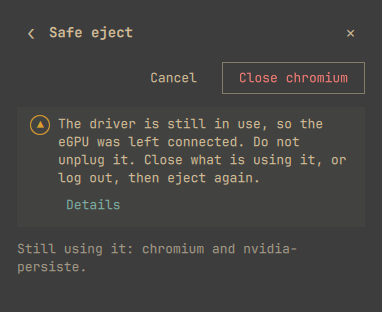 Safe eject
Cancel
Close chromium
The driver is still in use, so the
eGPU was left connected. Do not
unplug it. Close what is using it, or
log out, then eject again.
Details
Still using it: chromium and nvidia-
persiste.